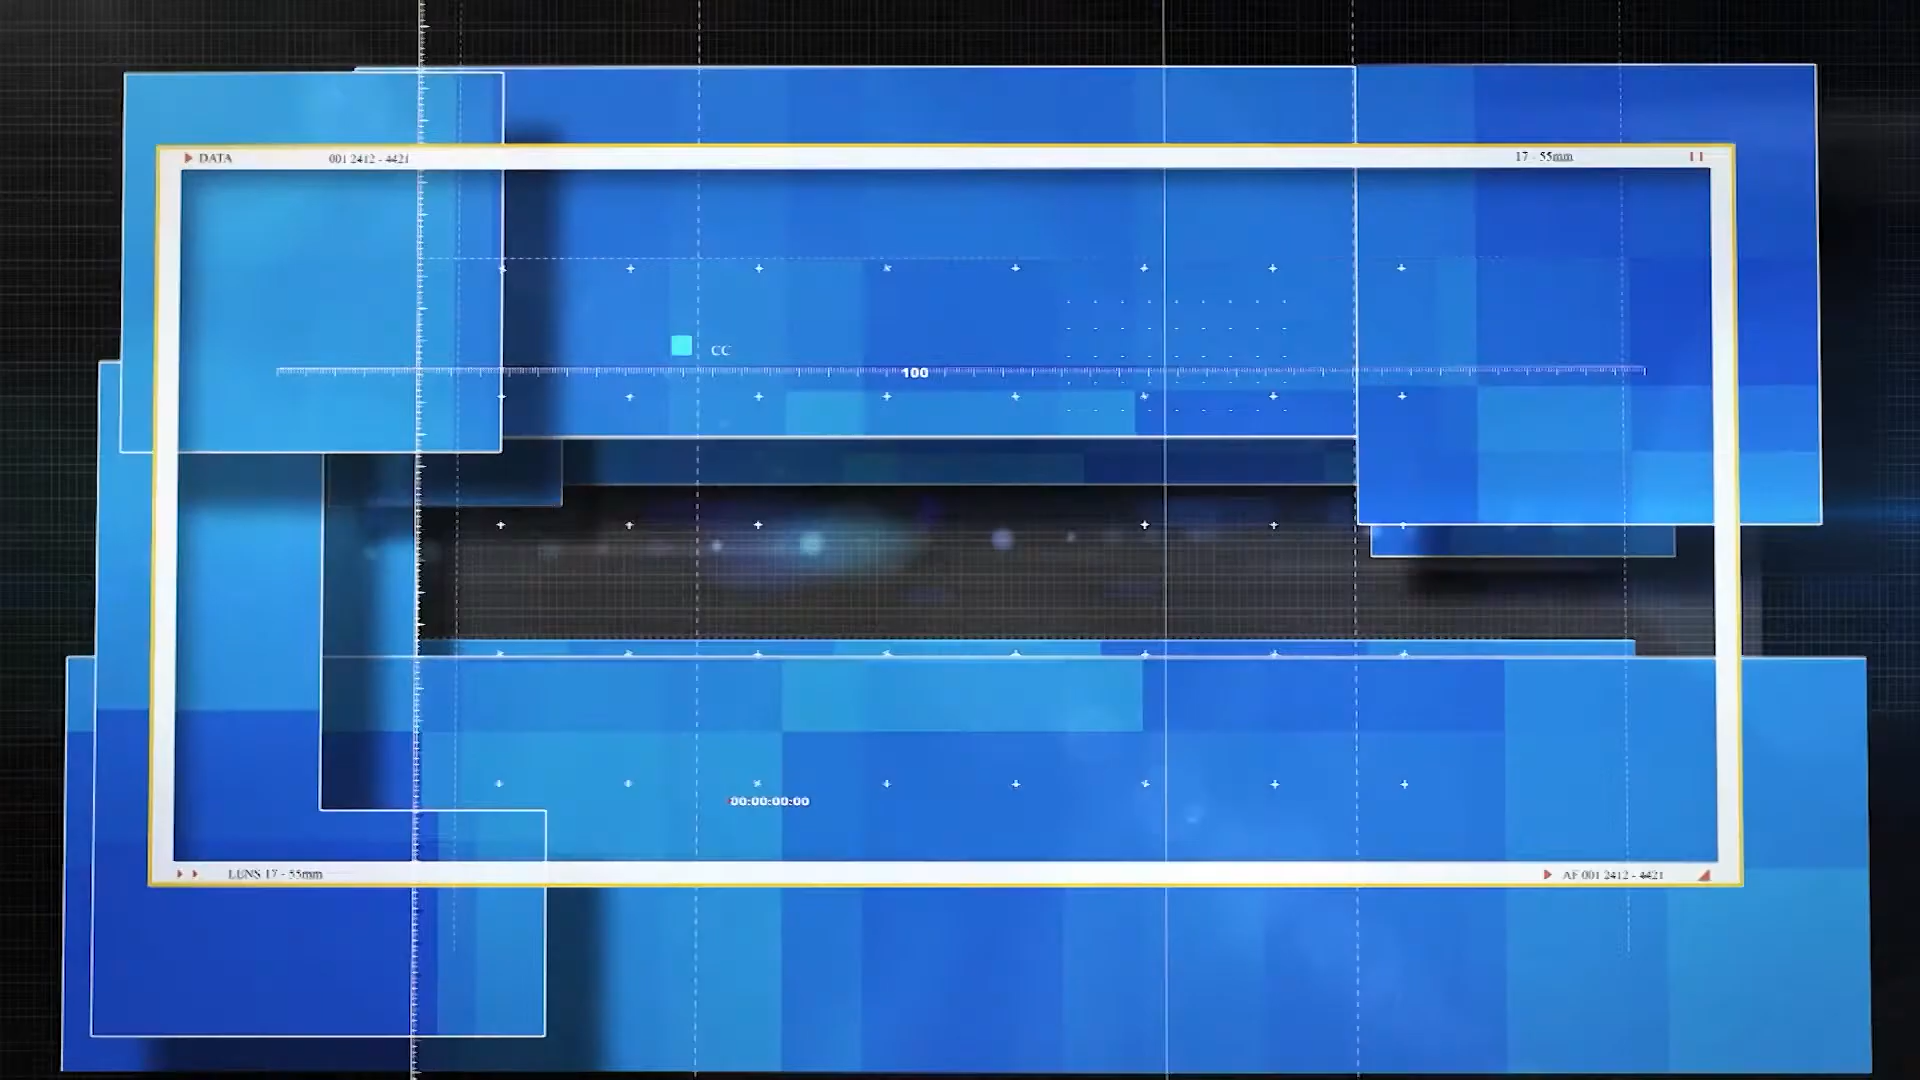 DATA 001 2412 - 4421 17 - 55mm
CC
100
00:00:00:00
LUNS 17 - 55mm AF 001 2412 - 4421